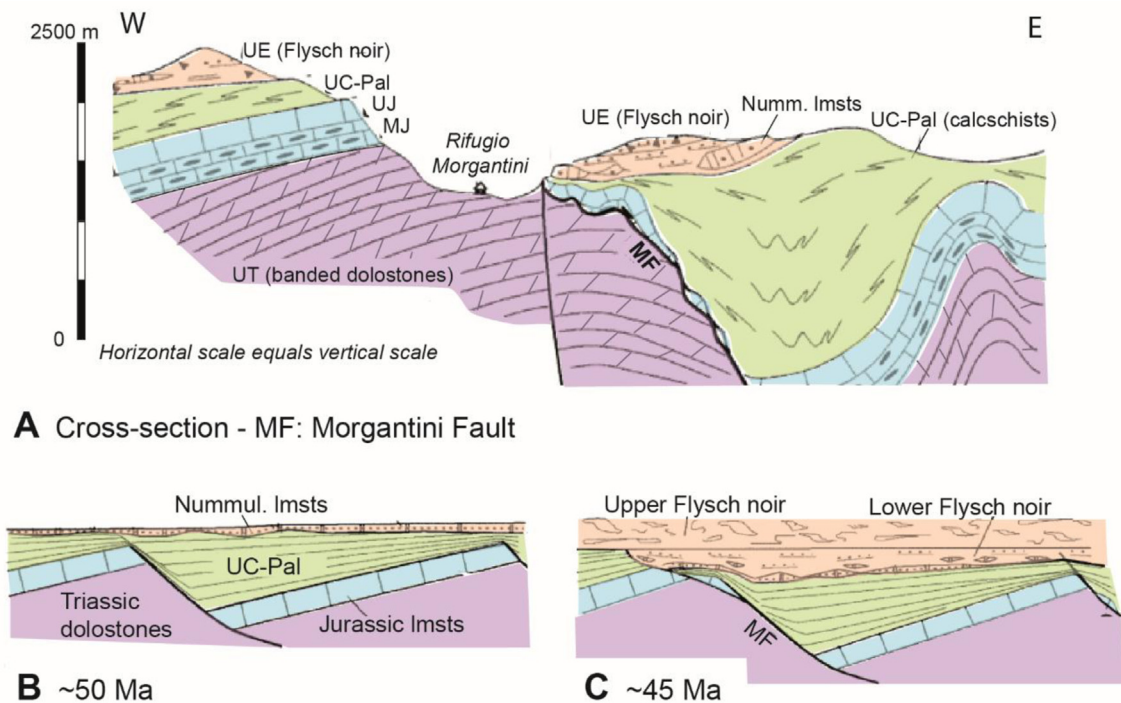 2500 m
W
E
UE (Flysch noir)
UC-Pal
UJ
MJ
Rifugio
Morgantini
UE (Flysch noir)
Numm. lmsts
UC-Pal (calcschists)
MF
UT (banded dolostones)
0
Horizontal scale equals vertical scale
A Cross-section - MF: Morgantini Fault
Nummul. lmsts
UC-Pal
Triassic
dolostones
Jurassic lmsts
B ~50 Ma
Upper Flysch noir
Lower Flysch noir
MF
C ~45 Ma